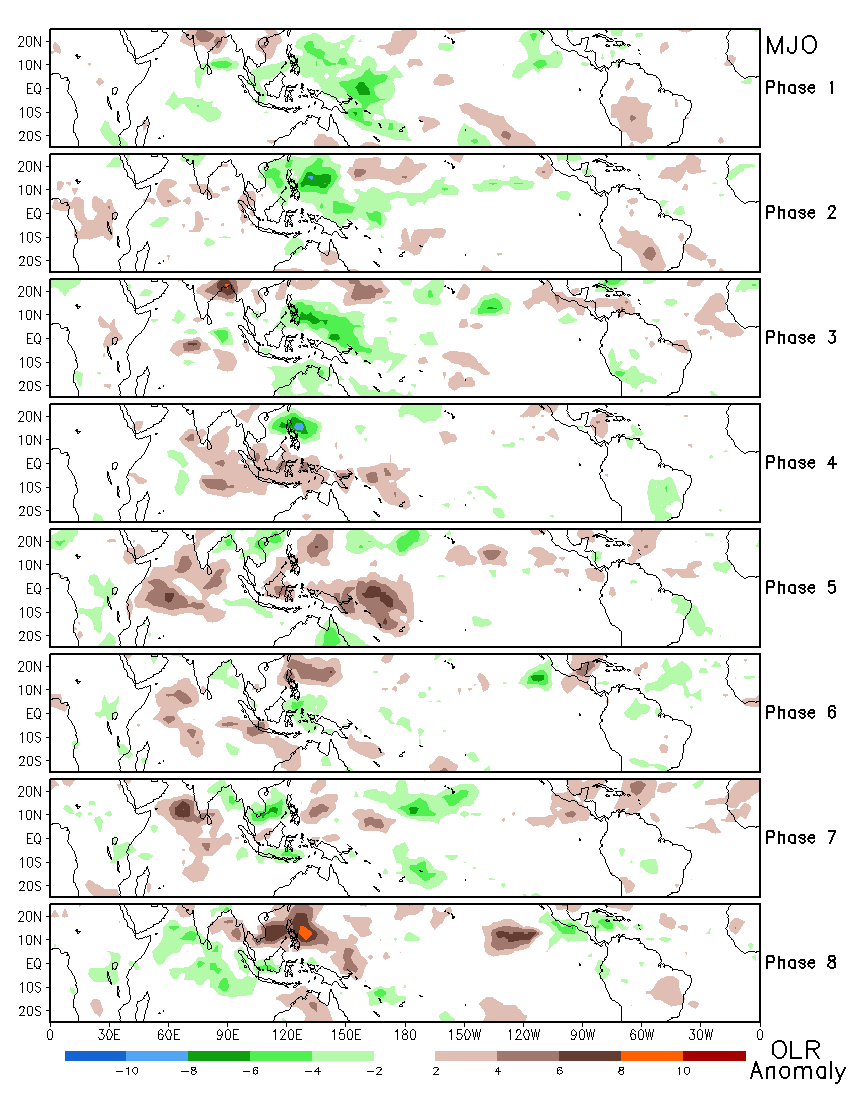 MJO
20N
10N
EQ
10S
20S
Phase 1
20N
10N
EQ
10S
20S
Phase 2
20N
10N
EQ
10S
20S
Phase 3
20N
10N
EQ
10S
20S
Phase 4
20N
10N
EQ
10S
20S
Phase 5
20N
10N
EQ
10S
20S
Phase 6
20N
10N
EQ
10S
20S
Phase 7
20N
10N
EQ
10S
20S
Phase 8
0 30E 60E 90E 120E 150E 180 150W 120W 90W 60W 30W 0
-10 -8 -6 -4 -2 2 4 6 8 10
OLR
Anomaly